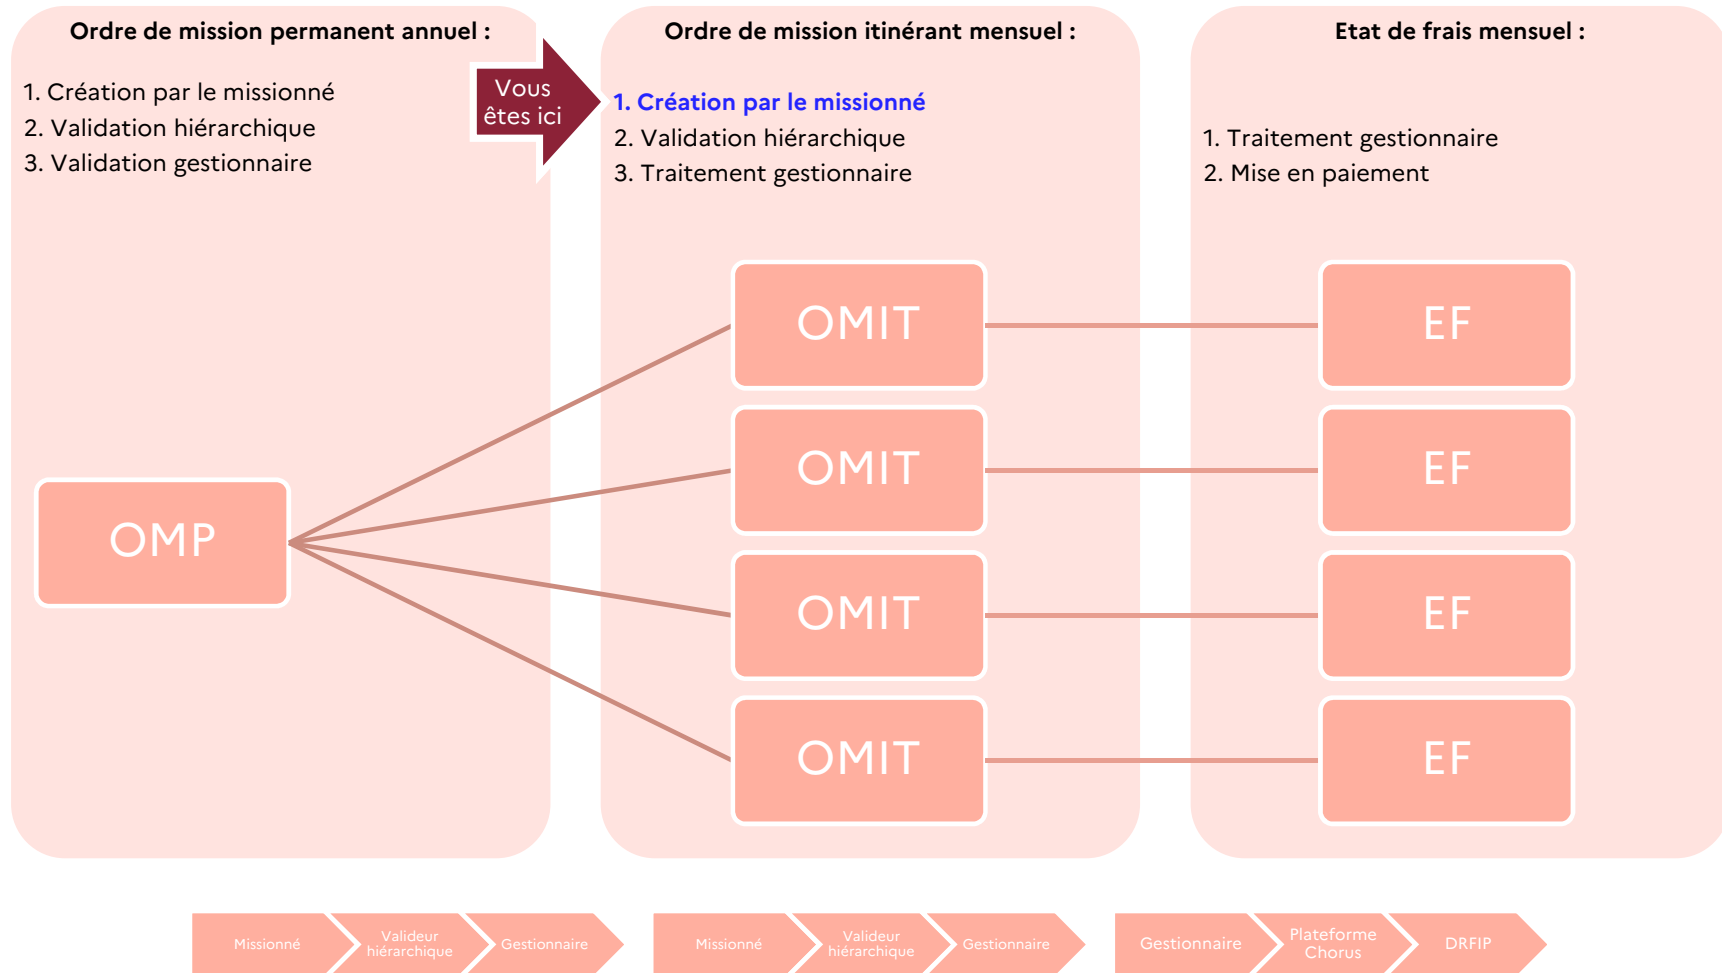 Ordre de mission permanent annuel :
1. Création par le missionné
2. Validation hiérarchique
3. Validation gestionnaire
Vous
êtes ici
Ordre de mission itinérant mensuel :
1. Création par le missionné
2. Validation hiérarchique
3. Traitement gestionnaire
Etat de frais mensuel :
1. Traitement gestionnaire
2. Mise en paiement
OMP
OMIT
EF
OMIT
EF
OMIT
EF
OMIT
EF
Missionné
Valideur
hiérarchique
Gestionnaire
Missionné
Valideur
hiérarchique
Gestionnaire
Gestionnaire
Plateforme
Chorus
DRFIP